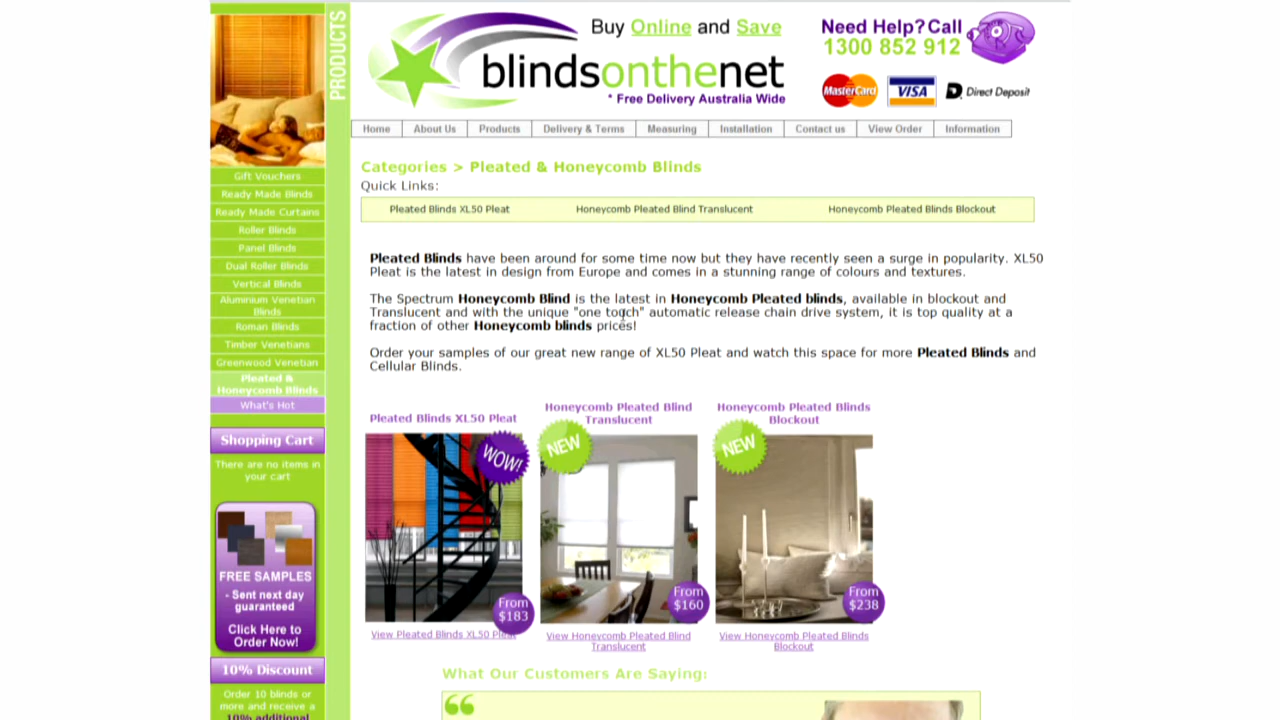 PRODUCTS
Buy Online and Save
blindsonthenet
* Free Delivery Australia Wide
Need Help? Call
1300 852 912
MasterCard VISA D Direct Deposit
Home About Us Products Delivery & Terms Measuring Installation Contact us View Order Information
Gift Vouchers
Ready Made Blinds
Ready Made Curtains
Roller Blinds
Panel Blinds
Dual Roller Blinds
Vertical Blinds
Aluminium Venetian
Blinds
Roman Blinds
Timber Venetians
Greenwood Venetian
Pleated &
Honeycomb Blinds
What's Hot
Shopping Cart
There are no items in
your cart
FREE SAMPLES
- Sent next day
guaranteed
Click Here to
Order Now!
10% Discount
Order 10 blinds or
more and receive a
10% additional
Categories > Pleated & Honeycomb Blinds
Quick Links:
Pleated Blinds XL50 Pleat Honeycomb Pleated Blind Translucent Honeycomb Pleated Blinds Blockout
Pleated Blinds have been around for some time now but they have recently seen a surge in popularity. XL50
Pleat is the latest in design from Europe and comes in a stunning range of colours and textures.
The Spectrum Honeycomb Blind is the latest in Honeycomb Pleated blinds, available in blockout and
Translucent and with the unique "one touch" automatic release chain drive system, it is top quality at a
fraction of other Honeycomb blinds prices!
Order your samples of our great new range of XL50 Pleat and watch this space for more Pleated Blinds and
Cellular Blinds.
Pleated Blinds XL50 Pleat
WOW!
From
$183
View Pleated Blinds XL50 Pleat
Honeycomb Pleated Blind
Translucent
NEW
From
$160
View Honeycomb Pleated Blind
Translucent
Honeycomb Pleated Blinds
Blockout
NEW
From
$238
View Honeycomb Pleated Blinds
Blockout
What Our Customers Are Saying: